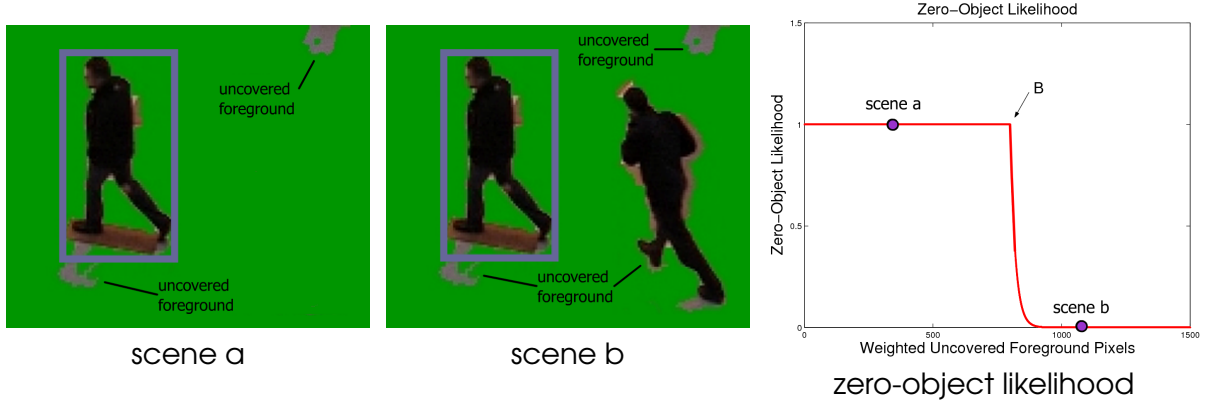 uncovered
foreground
uncovered
foreground
scene a
uncovered
foreground
uncovered
foreground
scene b
Zero−Object Likelihood
Zero−Object Likelihood
1.5
1
0.5
0
scene a
B
scene b
0
500
1000
1500
Weighted Uncovered Foreground Pixels
zero-object likelihood